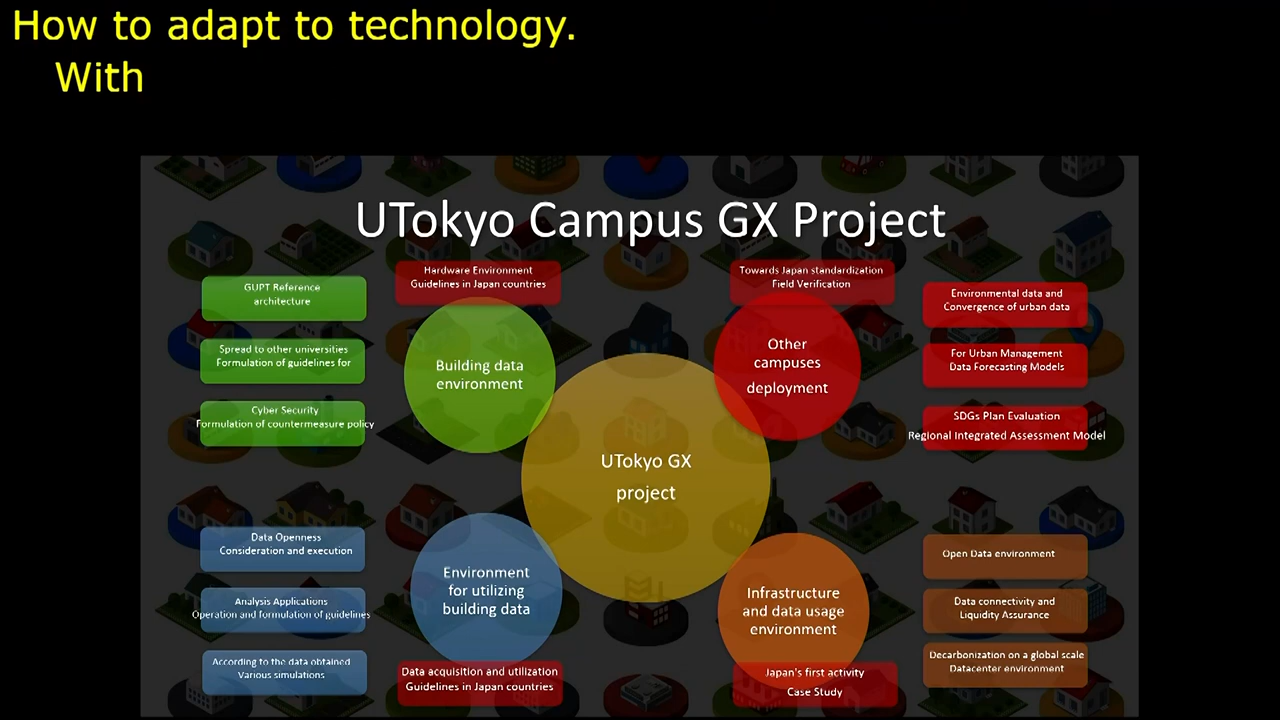 How to adapt to technology.
With
UTokyo Campus GX Project
GUPT Reference
architecture
Spread to other universities
Formulation of guidelines for
Cyber Security
Formulation of countermeasure policy
Hardware Environment
Guidelines in Japan countries
Building data
environment
Towards Japan standardization
Field Verification
Other
campuses
deployment
Environmental data and
Convergence of urban data
For Urban Management
Data Forecasting Models
SDGs Plan Evaluation
Regional Integrated Assessment Model
UTokyo GX
project
Data Openness
Consideration and execution
Analysis Applications
Operation and formulation of guidelines
According to the data obtained
Various simulations
Environment
for utilizing
building data
Data acquisition and utilization
Guidelines in Japan countries
Infrastructure
and data usage
environment
Japan's first activity
Case Study
Open Data environment
Data connectivity and
Liquidity Assurance
Decarbonization on a global scale
Datacenter environment